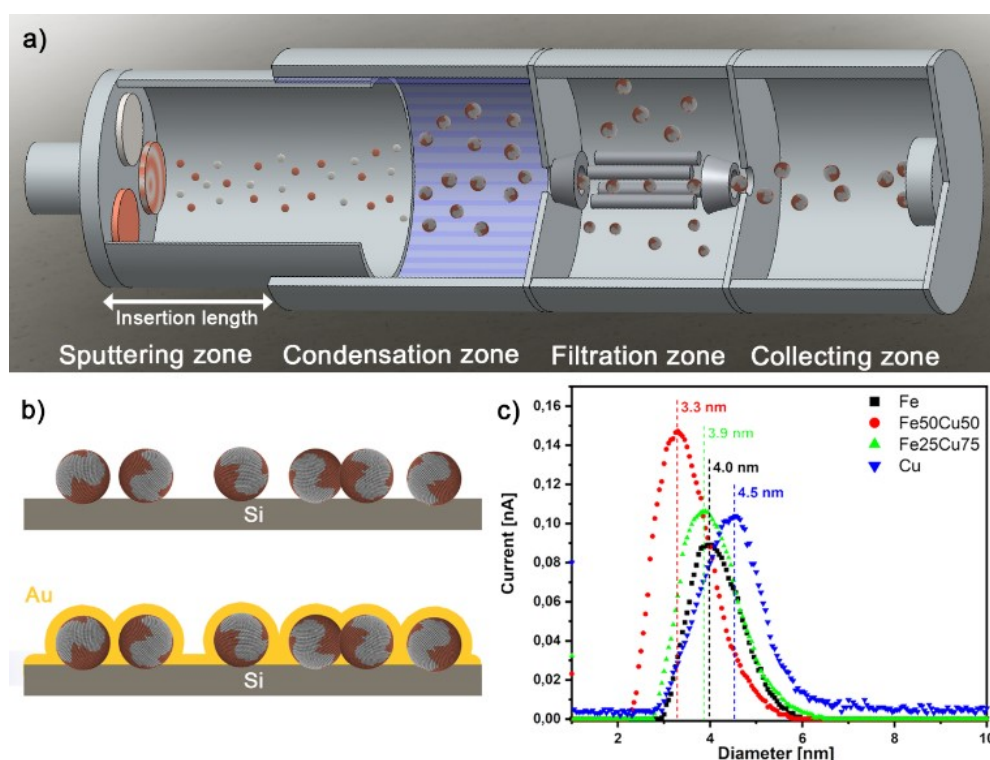 a)
Insertion length
Sputtering zone
Condensation zone
Filtration zone
Collecting zone
b)
Si
Au
Si
c)
0,16
0,14
0,12
0,10
0,08
0,06
0,04
0,02
0,00
Current [nA]
3.3 nm
3.9 nm
4.0 nm
4.5 nm
Fe
Fe50Cu50
Fe25Cu75
Cu
2
4
6
8
10
Diameter [nm]